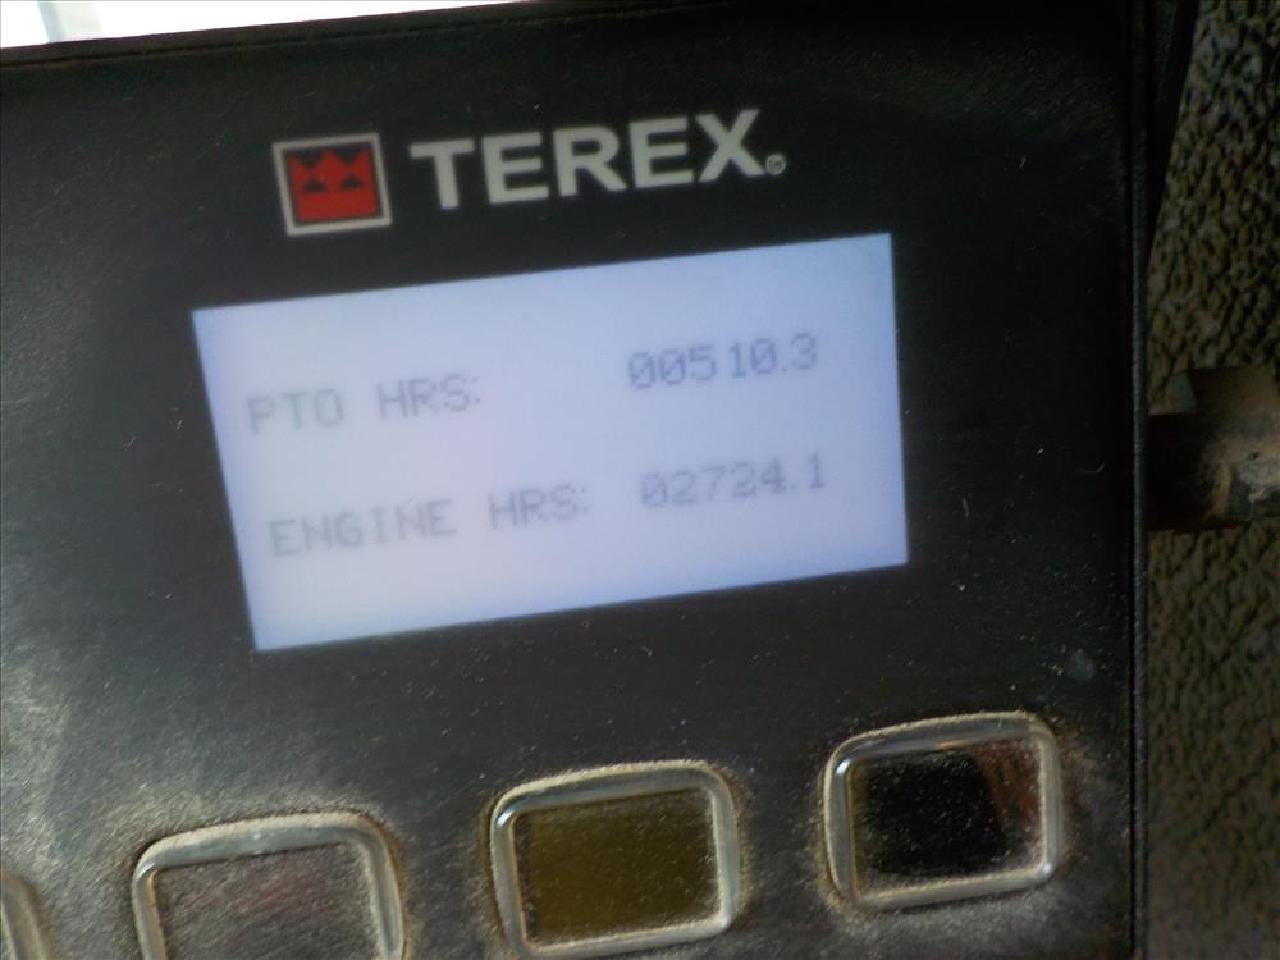 TEREX®
PTO HRS: 00510.3
ENGINE HRS: 02724.1